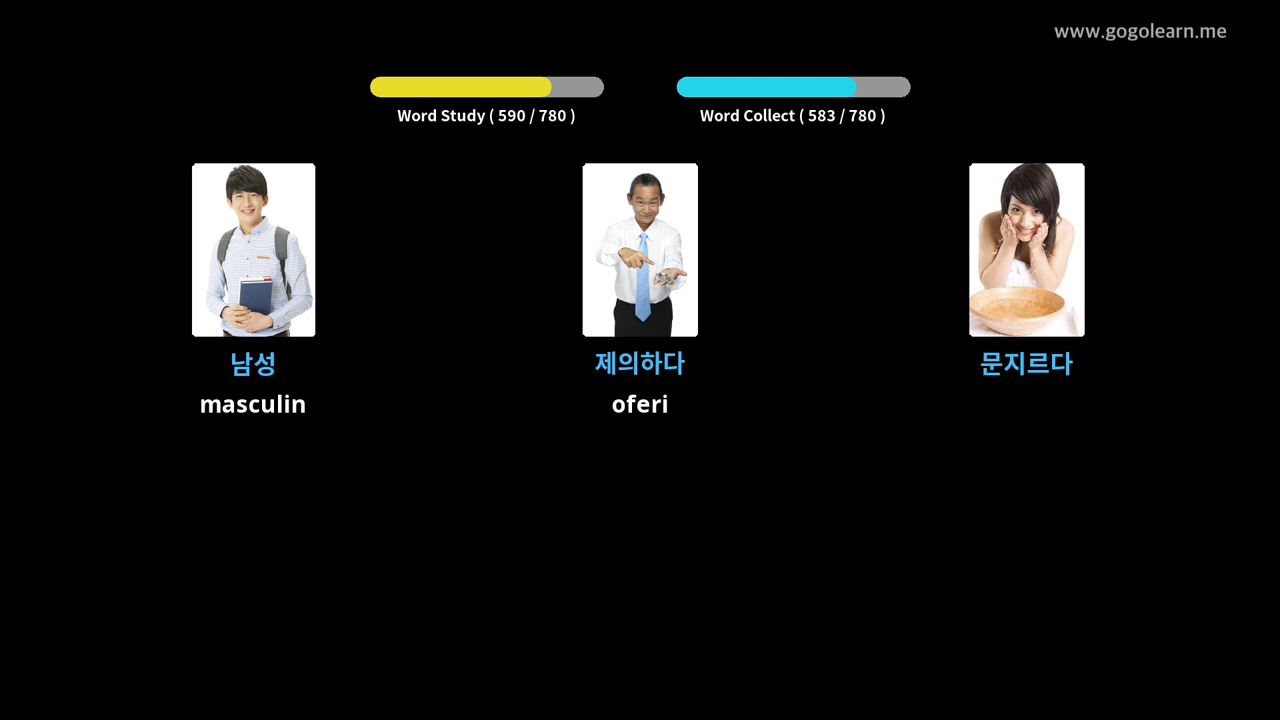 www.gogolearn.me
Word Study ( 590 / 780 )
Word Collect ( 583 / 780 )
남성
제의하다
문지르다
masculin
oferi